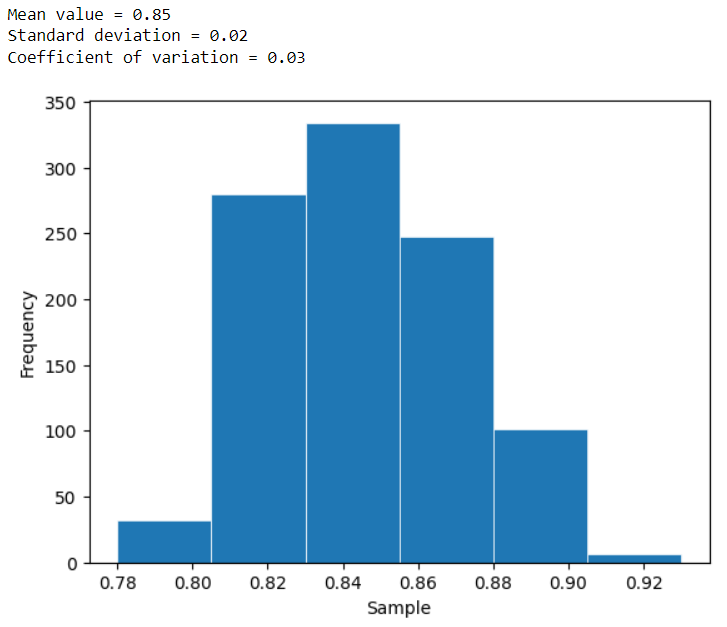 Mean value = 0.85
Standard deviation = 0.02
Coefficient of variation = 0.03
350
300
250
200
150
100
50
0
Frequency
0.78 0.80 0.82 0.84 0.86 0.88 0.90 0.92
Sample